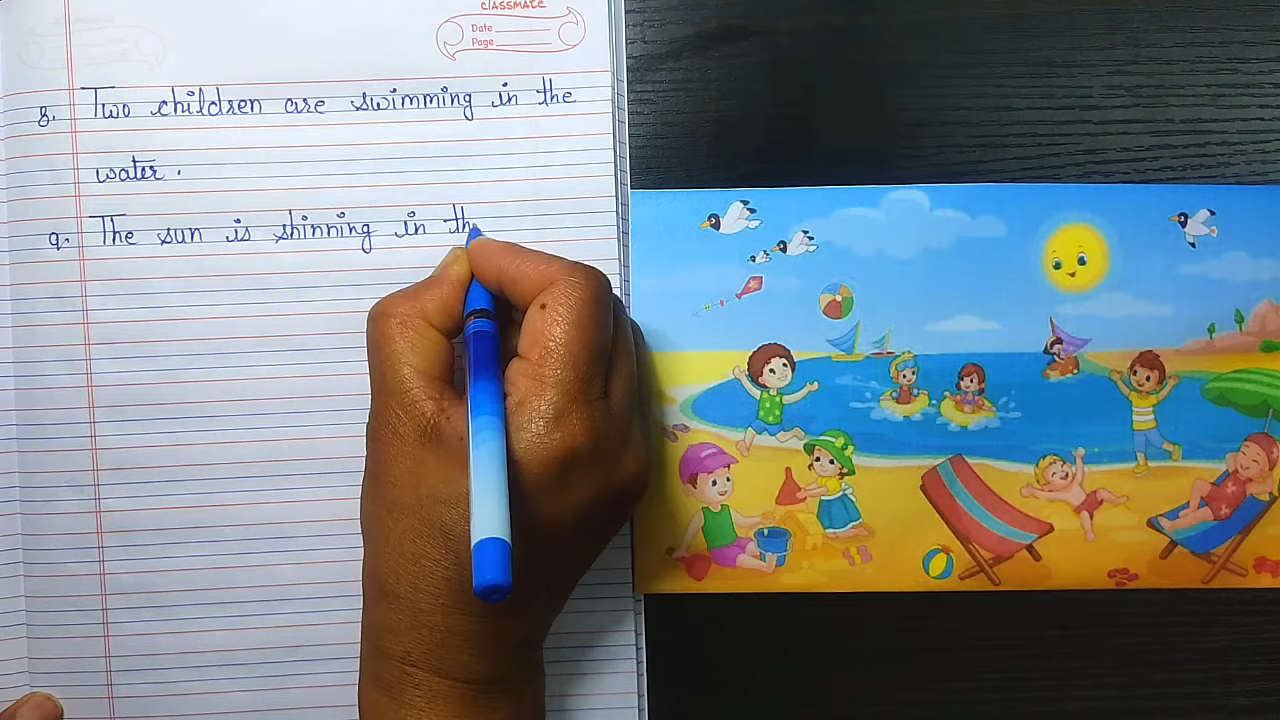 CLASSMATE
Date
Page
8. Two children are swimming in the
water.
9. The sun is shinning in th